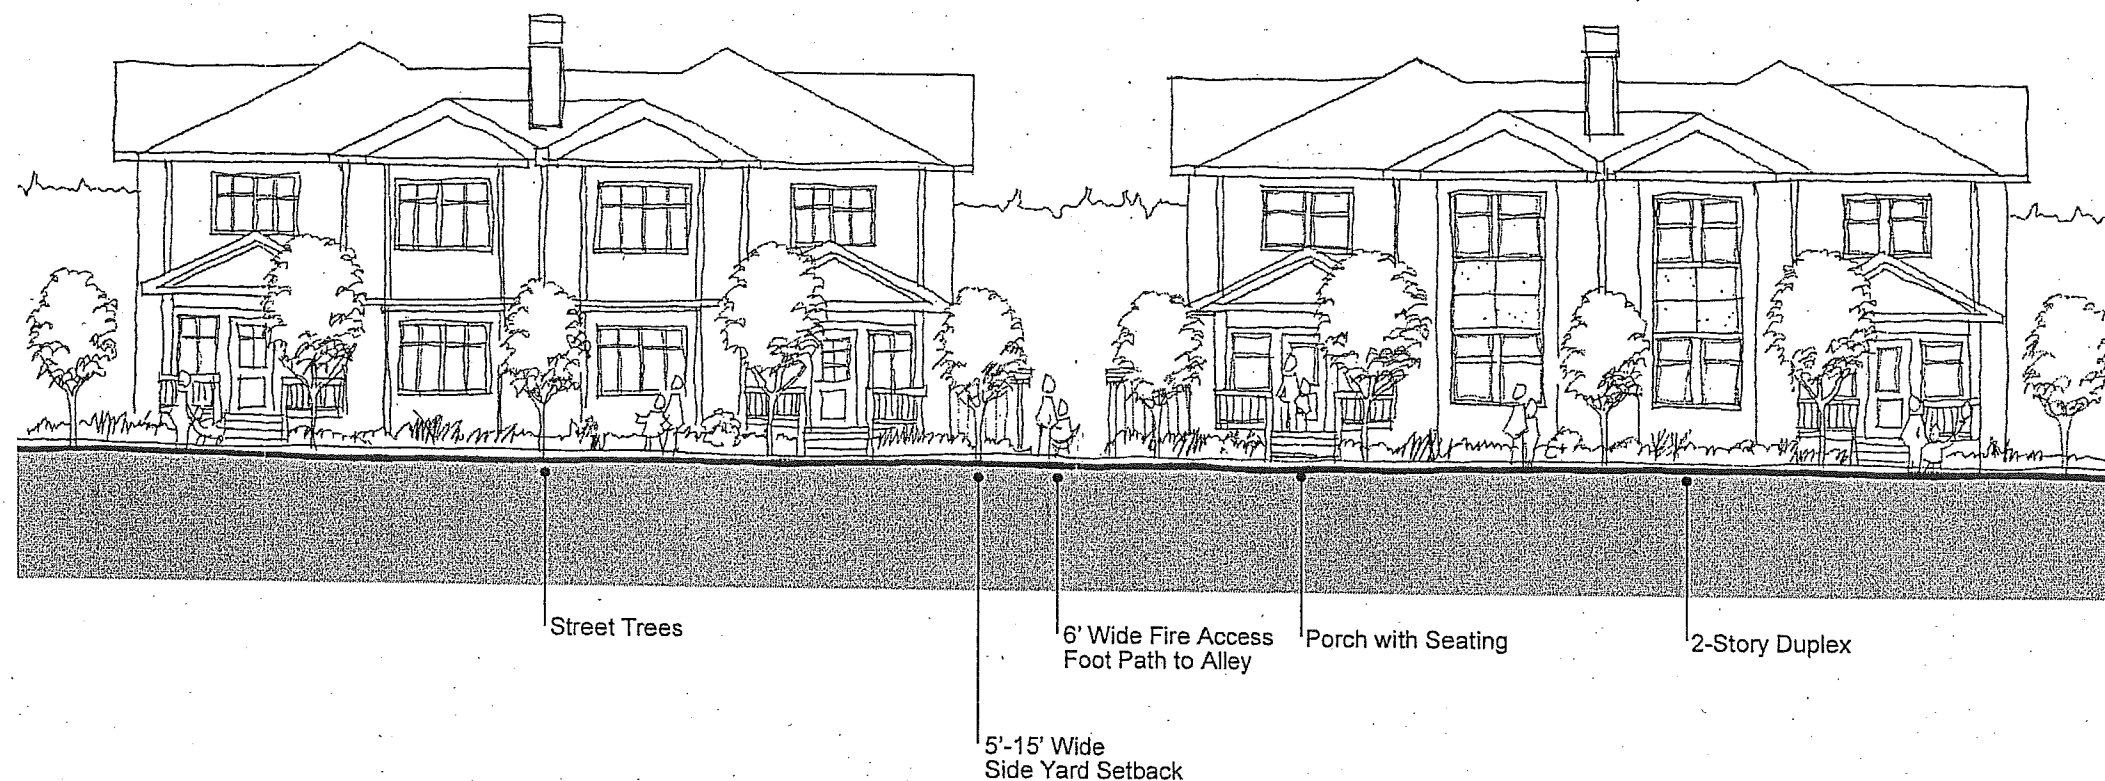 Street Trees
6' Wide Fire Access
Foot Path to Alley
Porch with Seating
2-Story Duplex
5'-15' Wide
Side Yard Setback